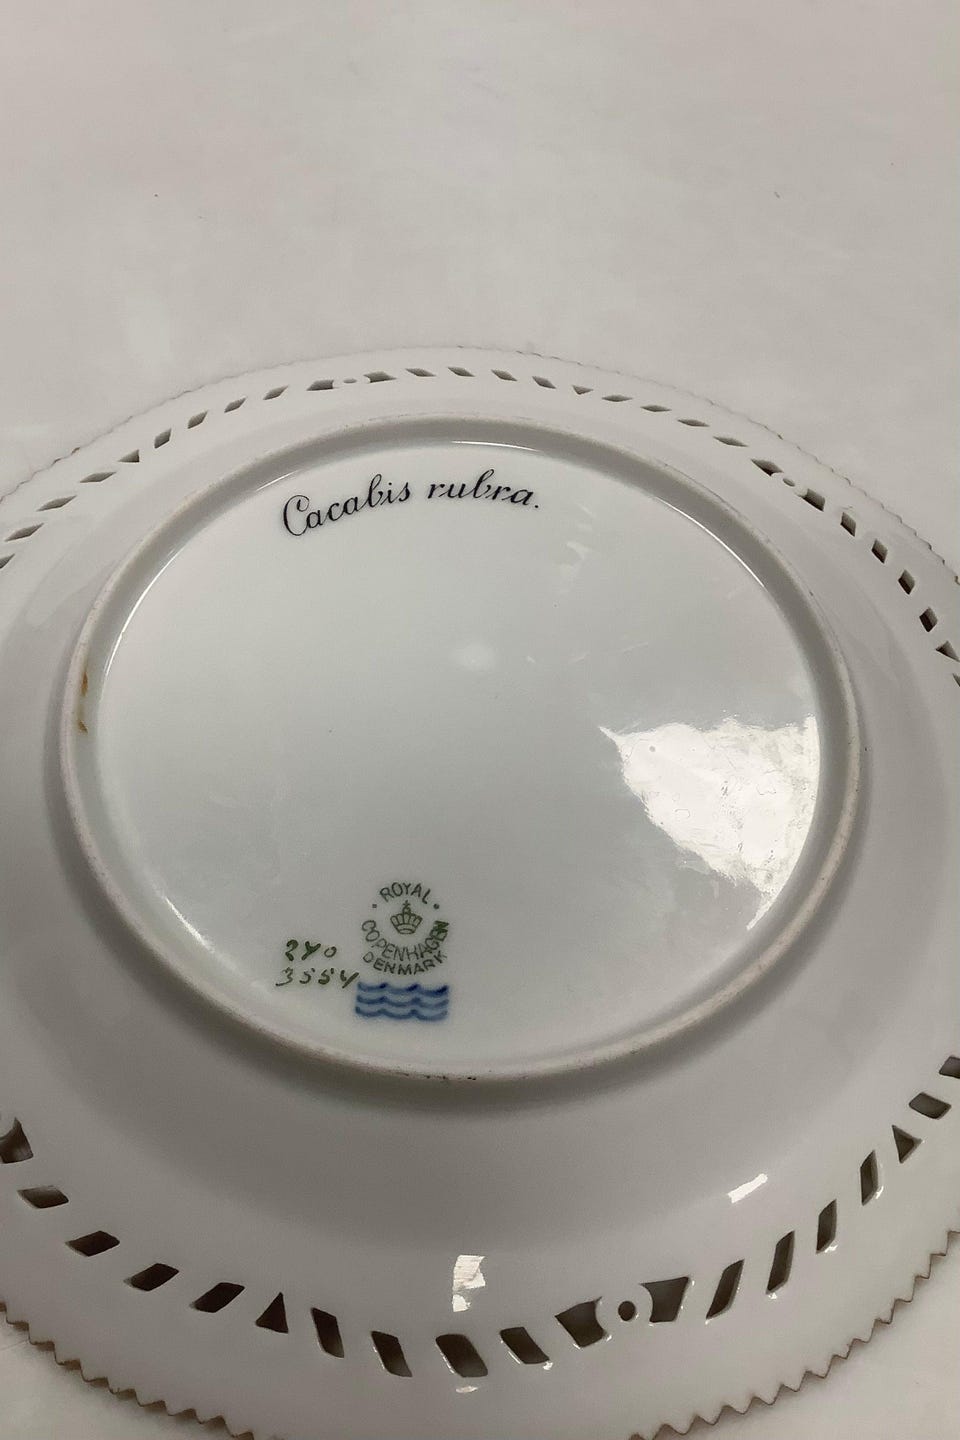 Cacabis rubra.
ROYAL
COPENHAGEN
DENMARK
240
3554